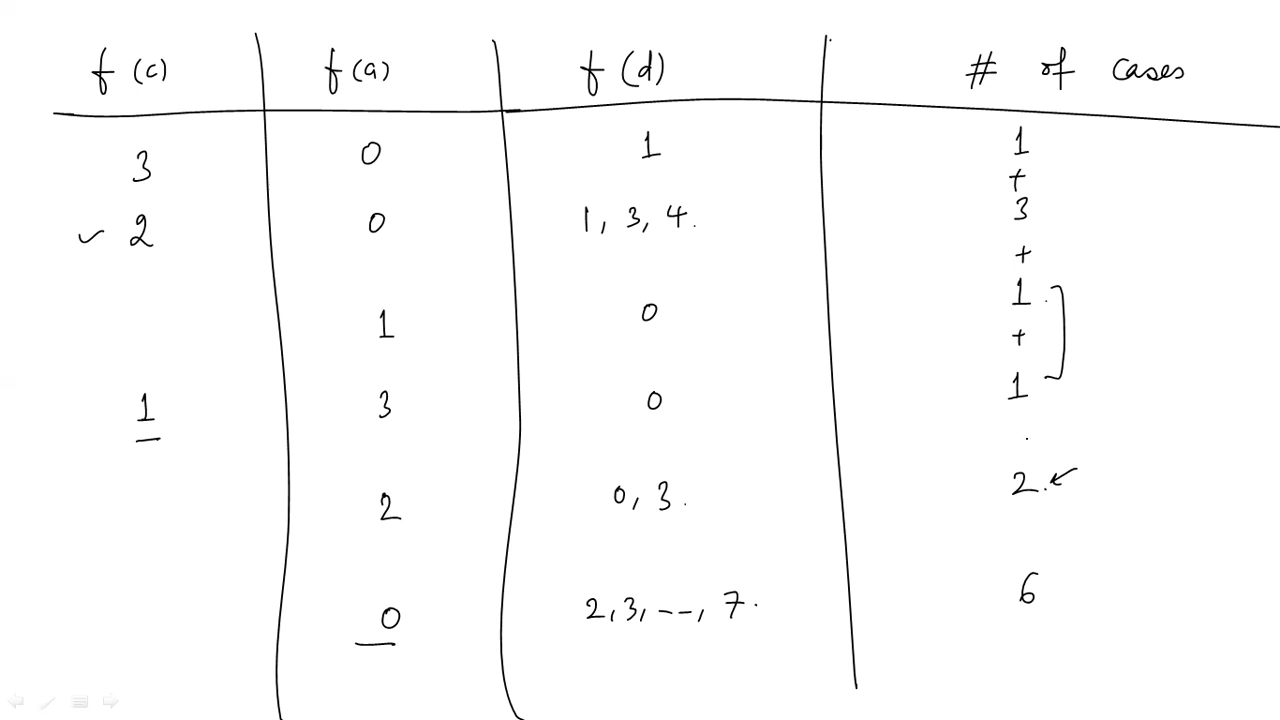 f (c) f (a) f (d) # of cases
3 0 1 1
+
✓ 2 0 1, 3, 4. 3
+
1 0 1
+
1 3 0 1
2 0, 3. 2.
0 2, 3, --, 7. 6